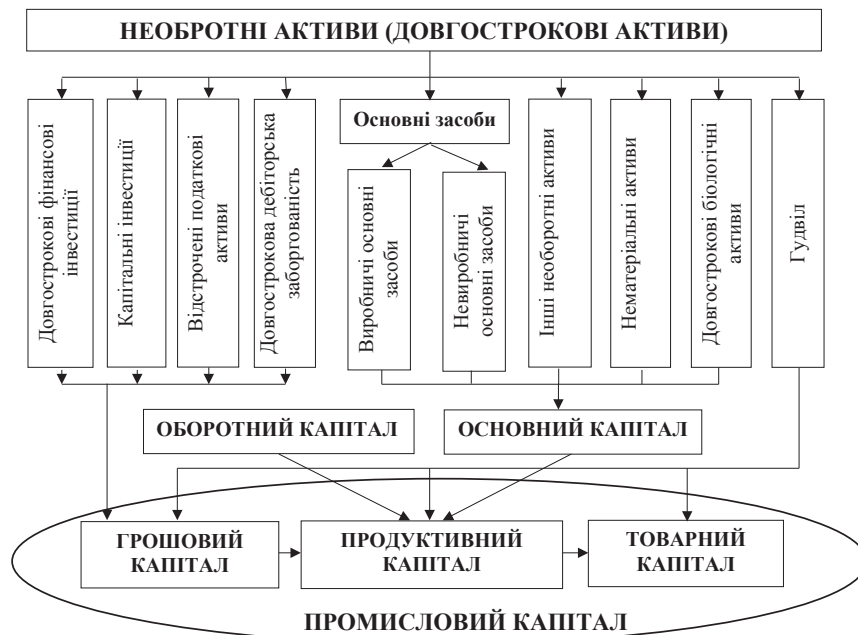 НЕОБРОТНІ АКТИВИ (ДОВГОСТРОКОВІ АКТИВИ)
Довгострокові фінансові
інвестиції
Капітальні інвестиції
Відстрочені податкові
активи
Довгострокова дебіторська
заборгованість
Основні засоби
Виробничі основні
засоби
Невиробничі
основні засоби
Інші необоротні активи
Нематеріальні активи
Довгострокові біологічні
активи
Гудвіл
ОБОРОТНИЙ КАПІТАЛ
ОСНОВНИЙ КАПІТАЛ
ГРОШОВИЙ
КАПІТАЛ
ПРОДУКТИВНИЙ
КАПІТАЛ
ТОВАРНИЙ
КАПІТАЛ
ПРОМИСЛОВИЙ КАПІТАЛ